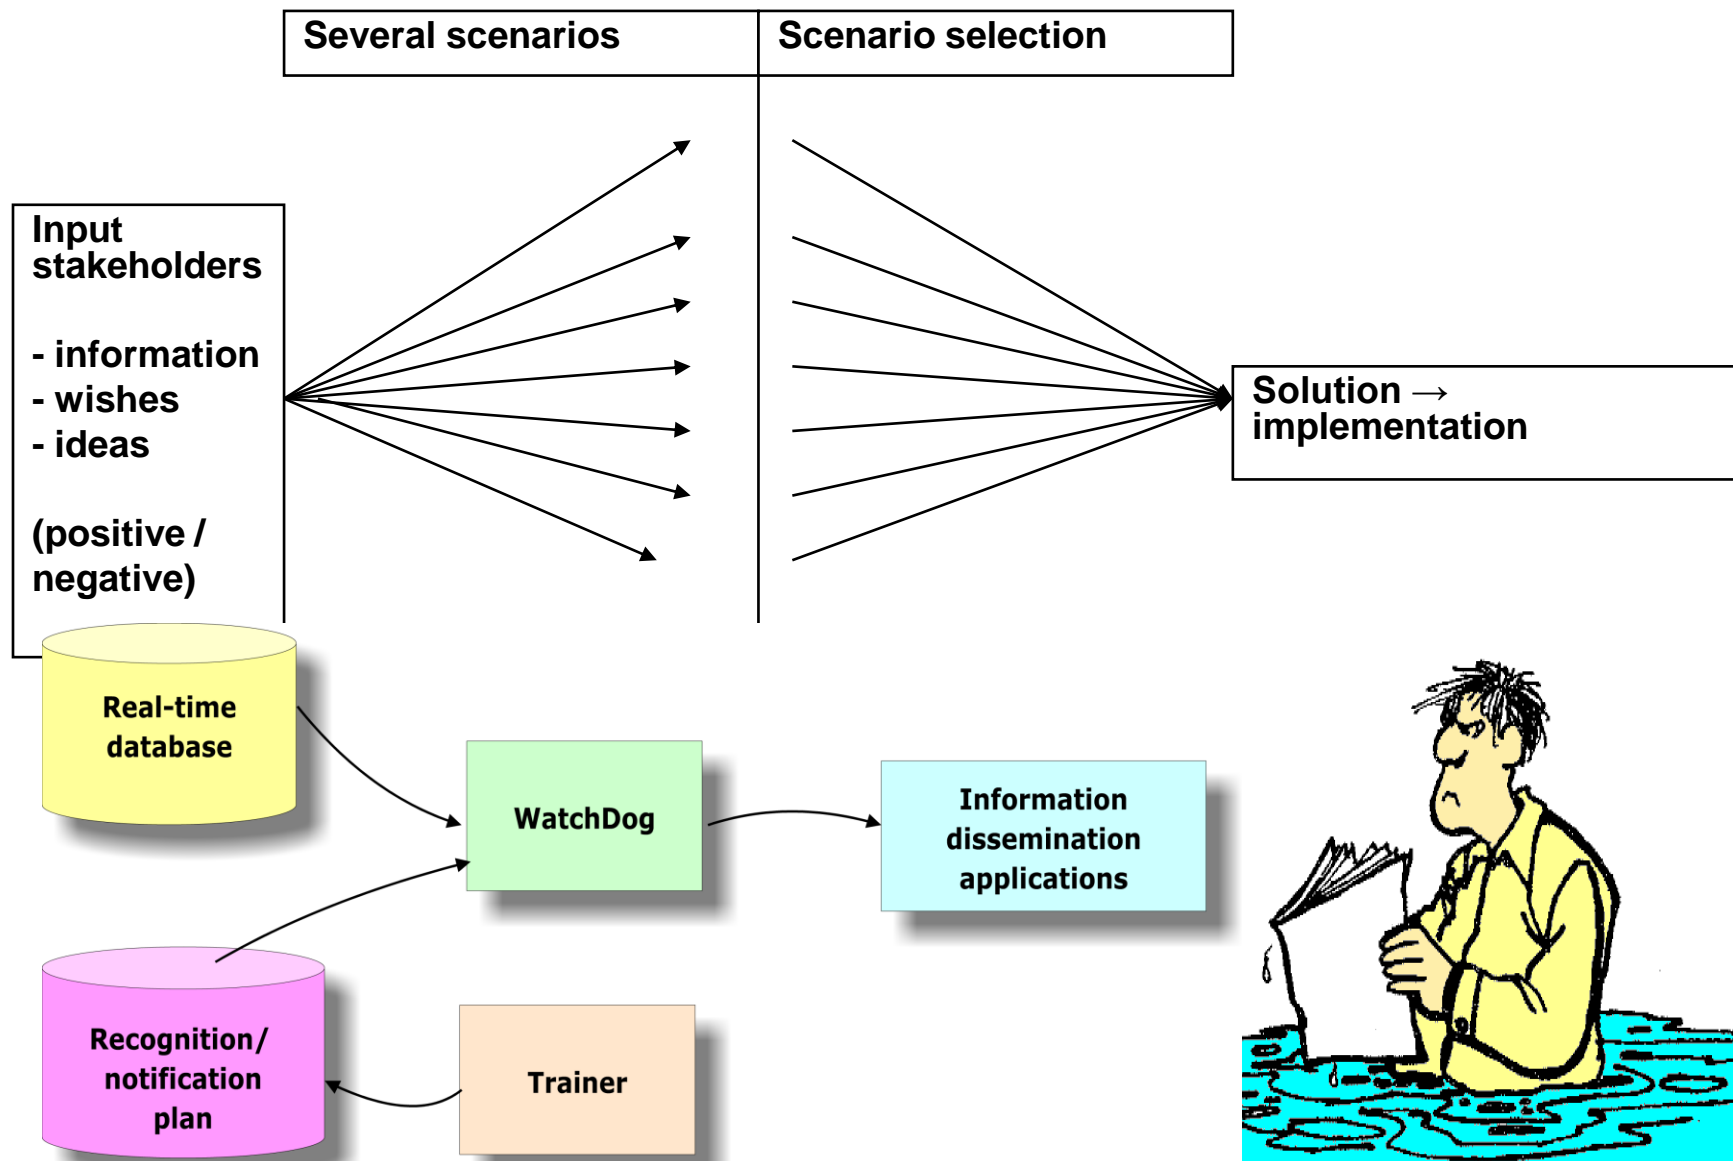 Several scenarios
Scenario selection
Input
stakeholders
- information
- wishes
- ideas
(positive /
negative)
Solution →
implementation
Real-time
database
WatchDog
Information
dissemination
applications
Recognition/
notification
plan
Trainer